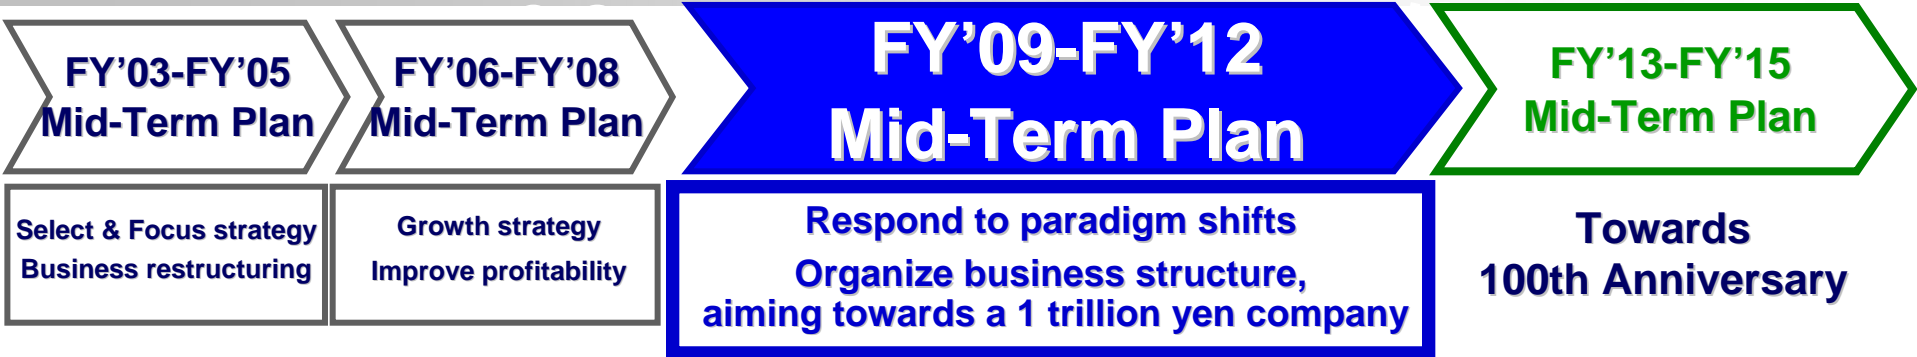 FY’03-FY’05
Mid-Term Plan
FY’06-FY’08
Mid-Term Plan
FY’09-FY’12
Mid-Term Plan
FY’13-FY’15
Mid-Term Plan
Select & Focus strategy
Business restructuring
Growth strategy
Improve profitability
Respond to paradigm shifts
Organize business structure,
aiming towards a 1 trillion yen company
Towards
100th Anniversary